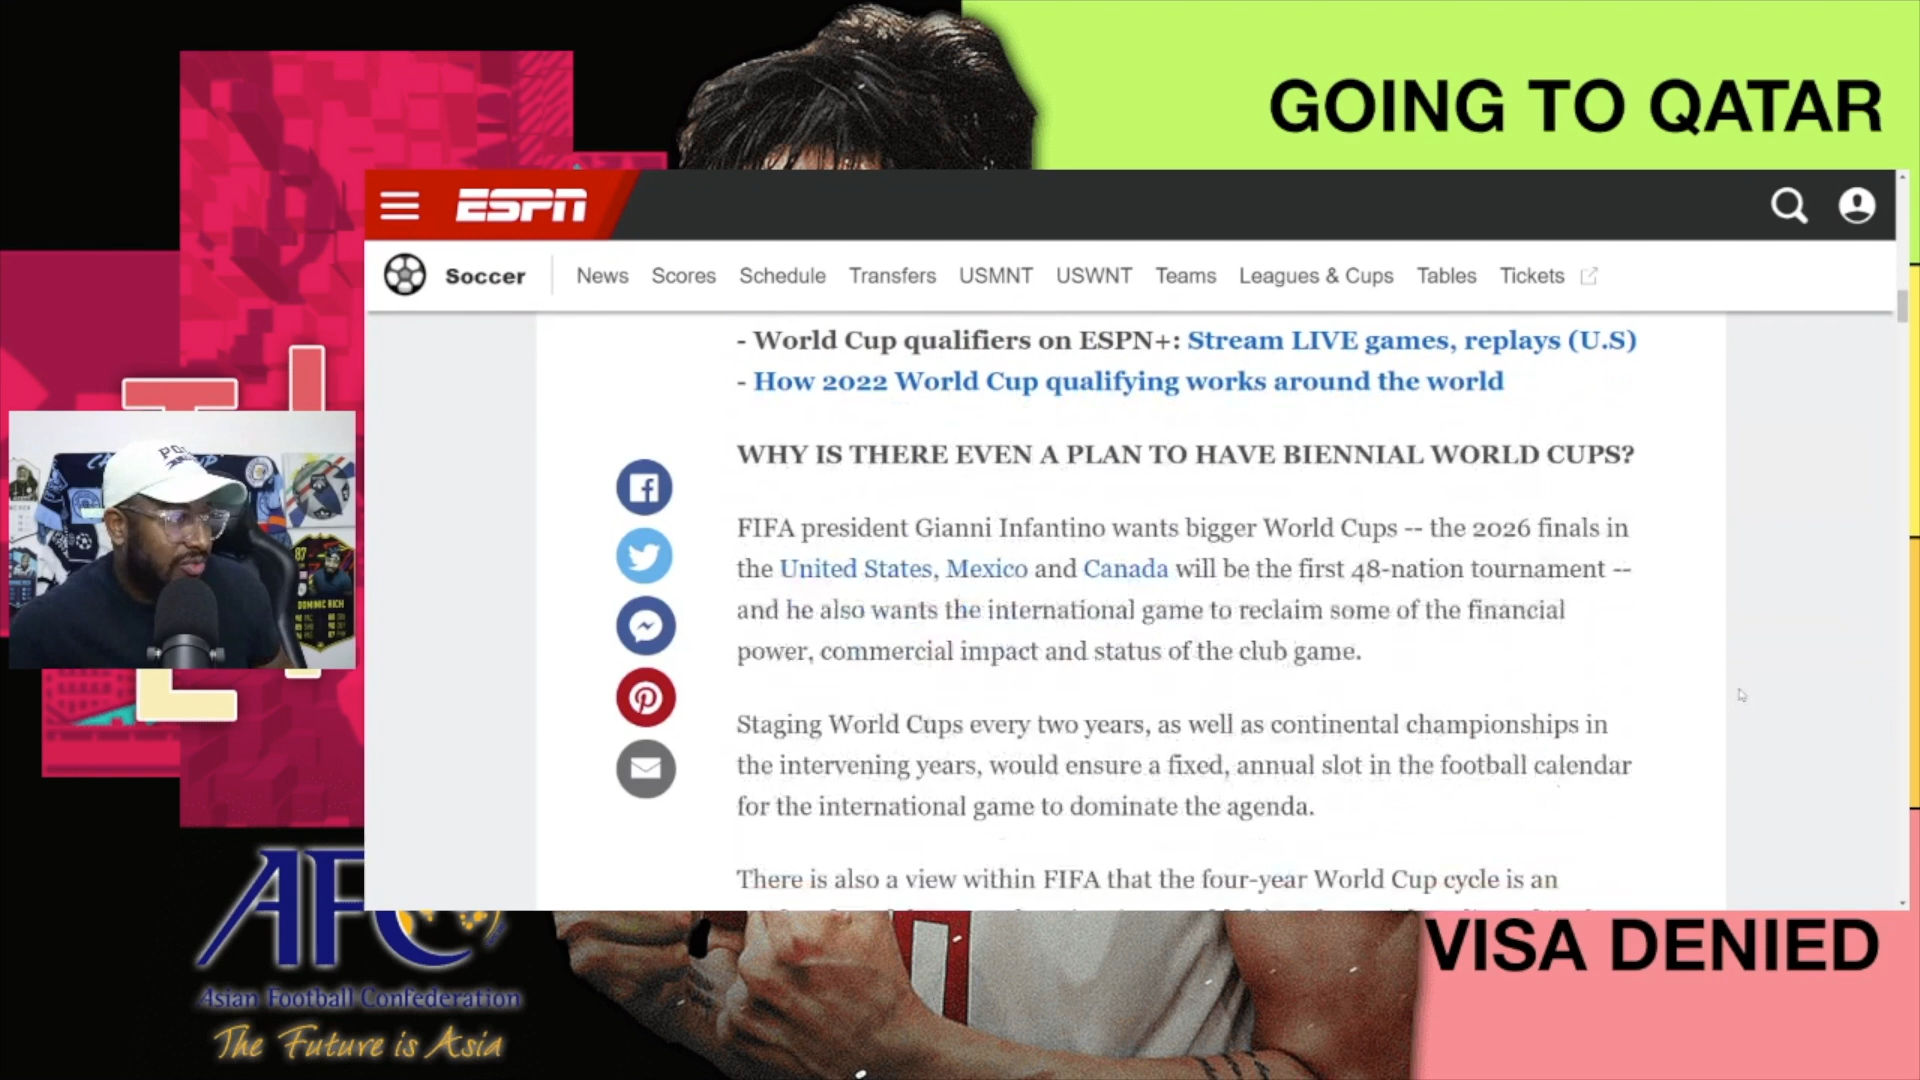 GOING TO QATAR
ESPN
Soccer
News
Scores
Schedule
Transfers
USMNT
USWNT
Teams
Leagues & Cups
Tables
Tickets
- World Cup qualifiers on ESPN+: Stream LIVE games, replays (U.S)
- How 2022 World Cup qualifying works around the world
WHY IS THERE EVEN A PLAN TO HAVE BIENNIAL WORLD CUPS?
FIFA president Gianni Infantino wants bigger World Cups -- the 2026 finals in
the United States, Mexico and Canada will be the first 48-nation tournament --
and he also wants the international game to reclaim some of the financial
power, commercial impact and status of the club game.
Staging World Cups every two years, as well as continental championships in
the intervening years, would ensure a fixed, annual slot in the football calendar
for the international game to dominate the agenda.
There is also a view within FIFA that the four-year World Cup cycle is an
87
DOMINIC RICH
VISA DENIED
AFC
Asian Football Confederation
The Future is Asia